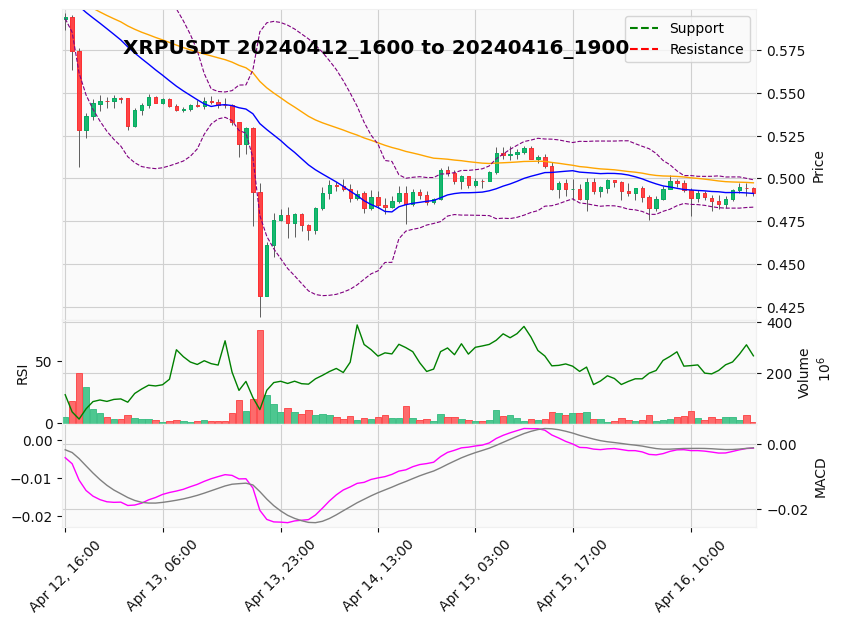 XRPUSDT 20240412_1600 to 20240416_1900
Support
Resistance
0.575
0.550
0.525
0.500
0.475
0.450
0.425
Price
50
0
RSI
400
200
Volume
10^6
0.00
−0.01
−0.02
0.00
−0.02
MACD
Apr 12, 16:00
Apr 13, 06:00
Apr 13, 23:00
Apr 14, 13:00
Apr 15, 03:00
Apr 15, 17:00
Apr 16, 10:00